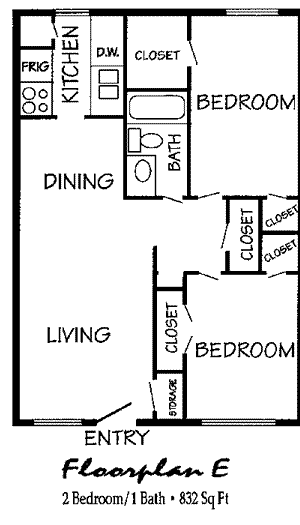 KITCHEN
D.W.
CLOSET
FRIG
BEDROOM
BATH
DINING
CLOSET
CLOSET
CLOSET
LIVING
CLOSET
BEDROOM
STORAGE
ENTRY
Floorplan E
2 Bedroom/1 Bath • 832 Sq Ft